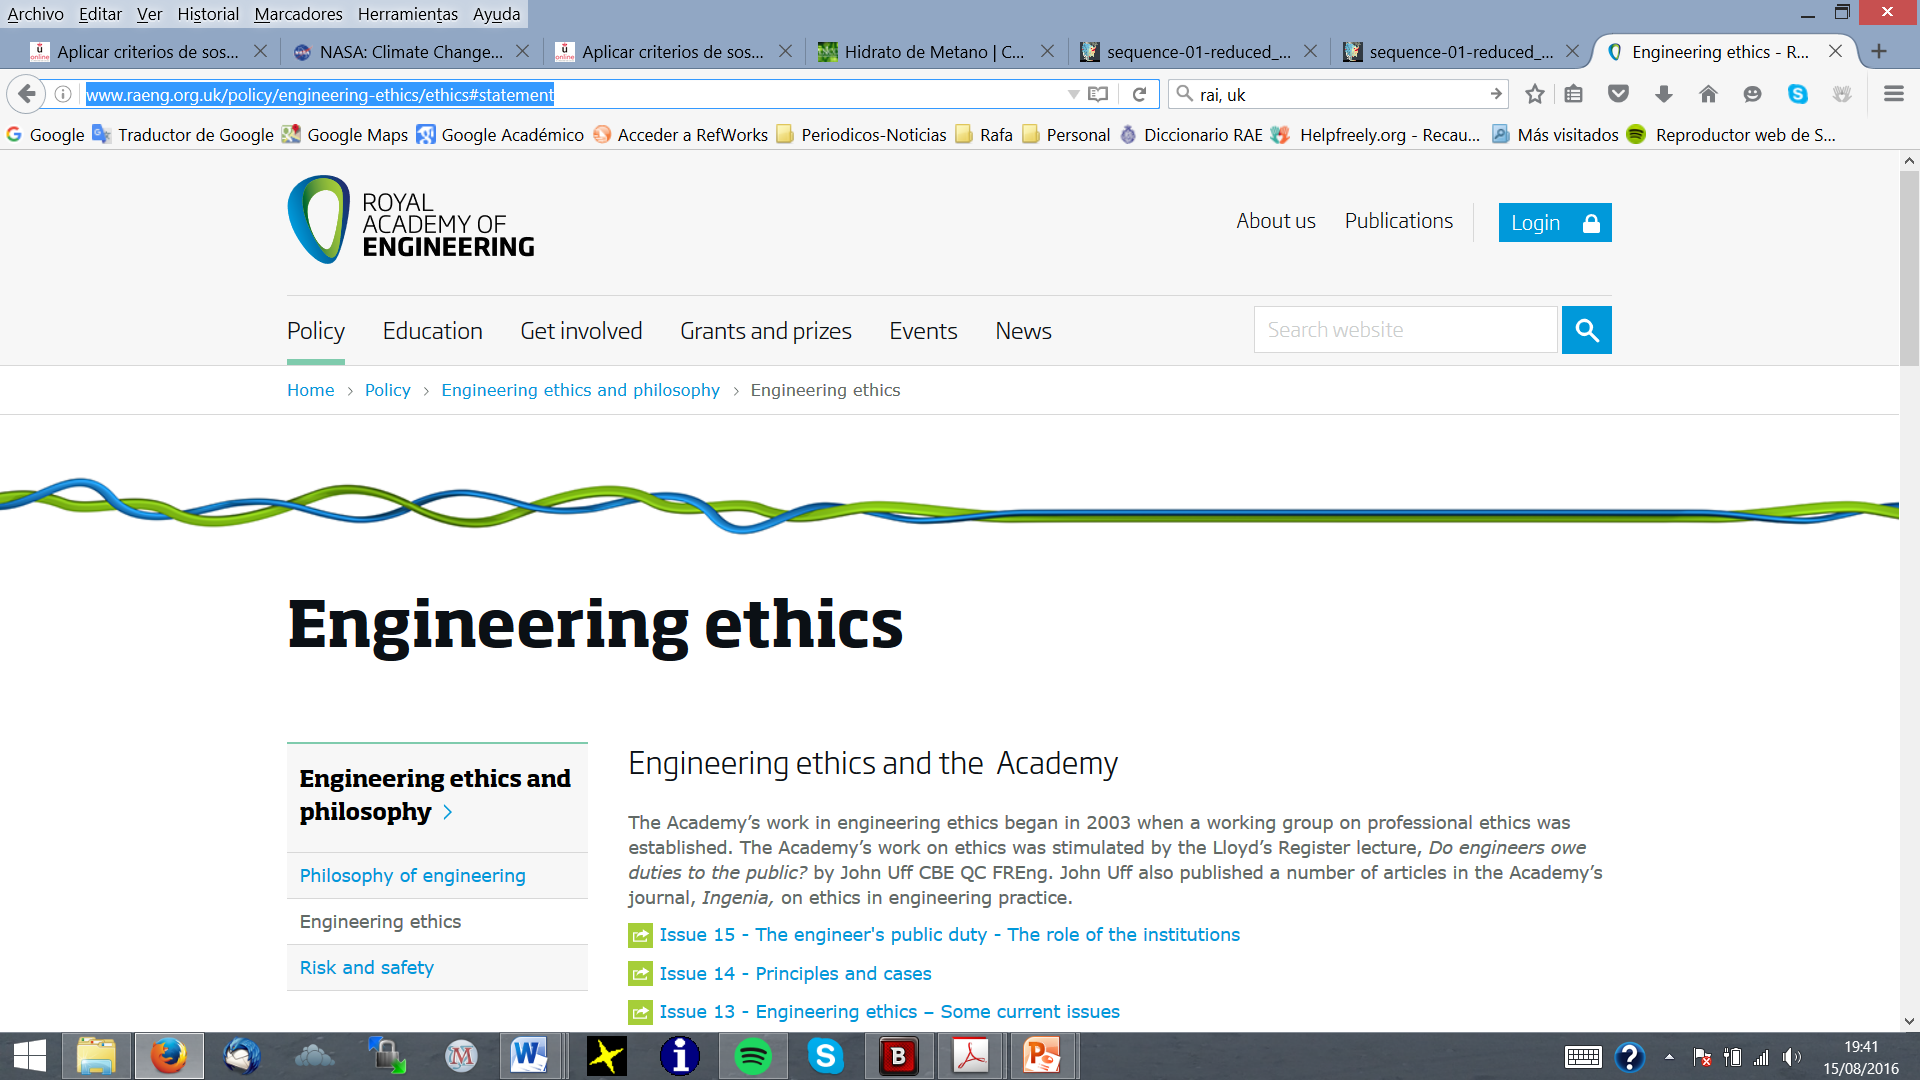 Archivo Editar Ver Historial Marcadores Herramientas Ayuda
Aplicar criterios de sos... NASA: Climate Change... Aplicar criterios de sos... Hidrato de Metano | C... sequence-01-reduced_... sequence-01-reduced_... Engineering ethics - R...
www.raeng.org.uk/policy/engineering-ethics/ethics#statement rai, uk
Google Traductor de Google Google Maps Google Académico Acceder a RefWorks Periodicos-Noticias Rafa Personal Diccionario RAE Helpfreely.org - Recau... Más visitados Reproductor web de S...
ROYAL
ACADEMY OF
ENGINEERING
About us Publications Login
Policy Education Get involved Grants and prizes Events News Search website
Home > Policy > Engineering ethics and philosophy > Engineering ethics
Engineering ethics
Engineering ethics and
philosophy >
Philosophy of engineering
Engineering ethics
Risk and safety
Engineering ethics and the Academy
The Academy’s work in engineering ethics began in 2003 when a working group on professional ethics was
established. The Academy’s work on ethics was stimulated by the Lloyd’s Register lecture, Do engineers owe
duties to the public? by John Uff CBE QC FREng. John Uff also published a number of articles in the Academy’s
journal, Ingenia, on ethics in engineering practice.
Issue 15 - The engineer's public duty - The role of the institutions
Issue 14 - Principles and cases
Issue 13 - Engineering ethics – Some current issues
19:41
15/08/2016